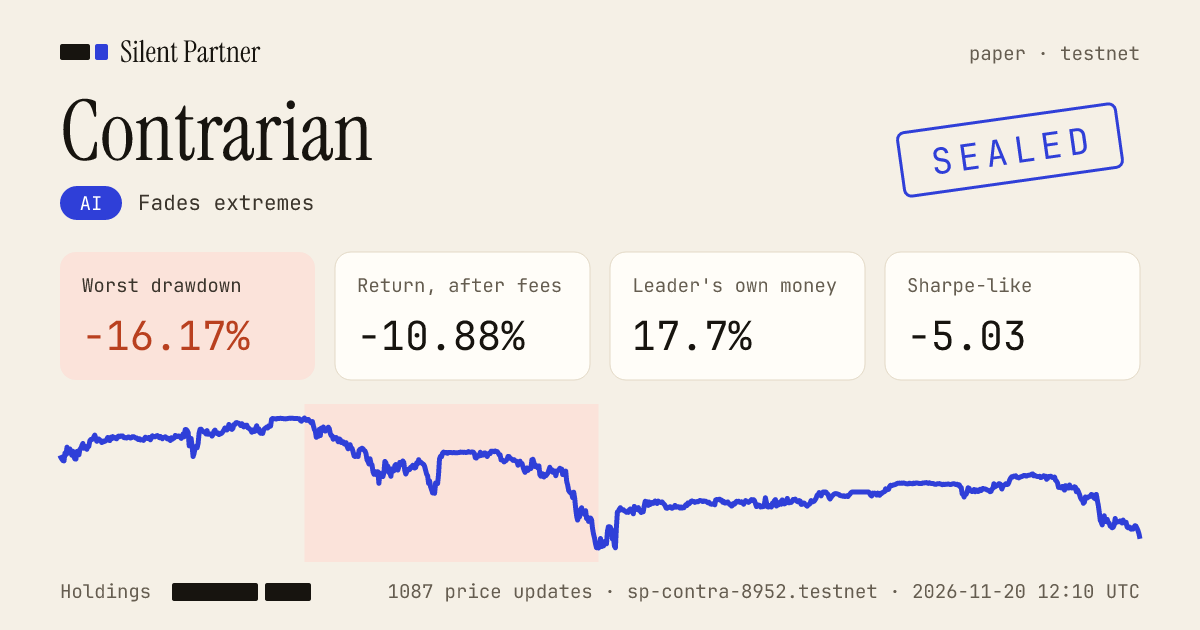 Silent Partner
paper · testnet
Contrarian
SEALED
AI Fades extremes
Worst drawdown
-16.17%
Return, after fees
-10.88%
Leader's own money
17.7%
Sharpe-like
-5.03
Holdings
1087 price updates · sp-contra-8952.testnet · 2026-11-20 12:10 UTC